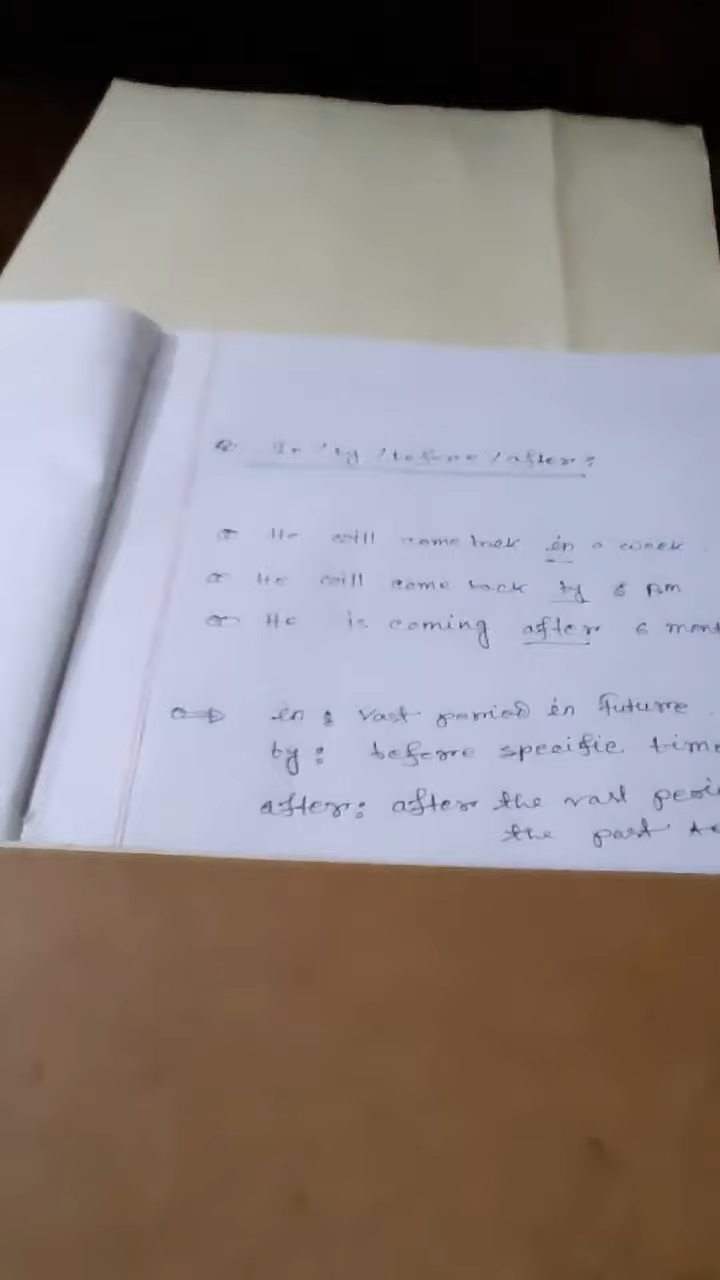 In / by / before / after :
He will come back in a week
He will come back by 8 pm
He is coming after 6
in : vast period in future
by : before specific time
after : after the vast
the past